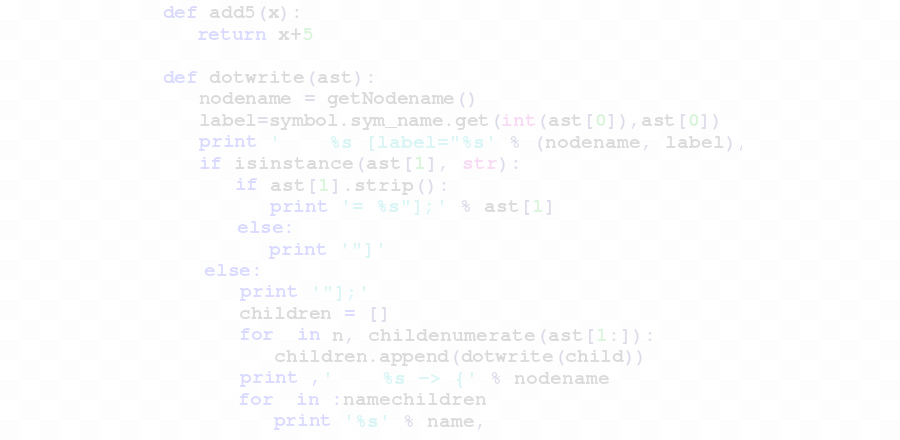 def add5(x):
return x+5
def dotwrite(ast):
nodename = getNodename()
label=symbol.sym_name.get(int(ast[0]),ast[0])
print '    %s [label="%s' % (nodename, label),
if isinstance(ast[1], str):
if ast[1].strip():
print '= %s"];' % ast[1]
else:
print '"]'
else:
print '"];'
children = []
for  in n, childenumerate(ast[1:]):
children.append(dotwrite(child))
print ,'    %s -> {' % nodename
for  in :namechildren
print '%s' % name,